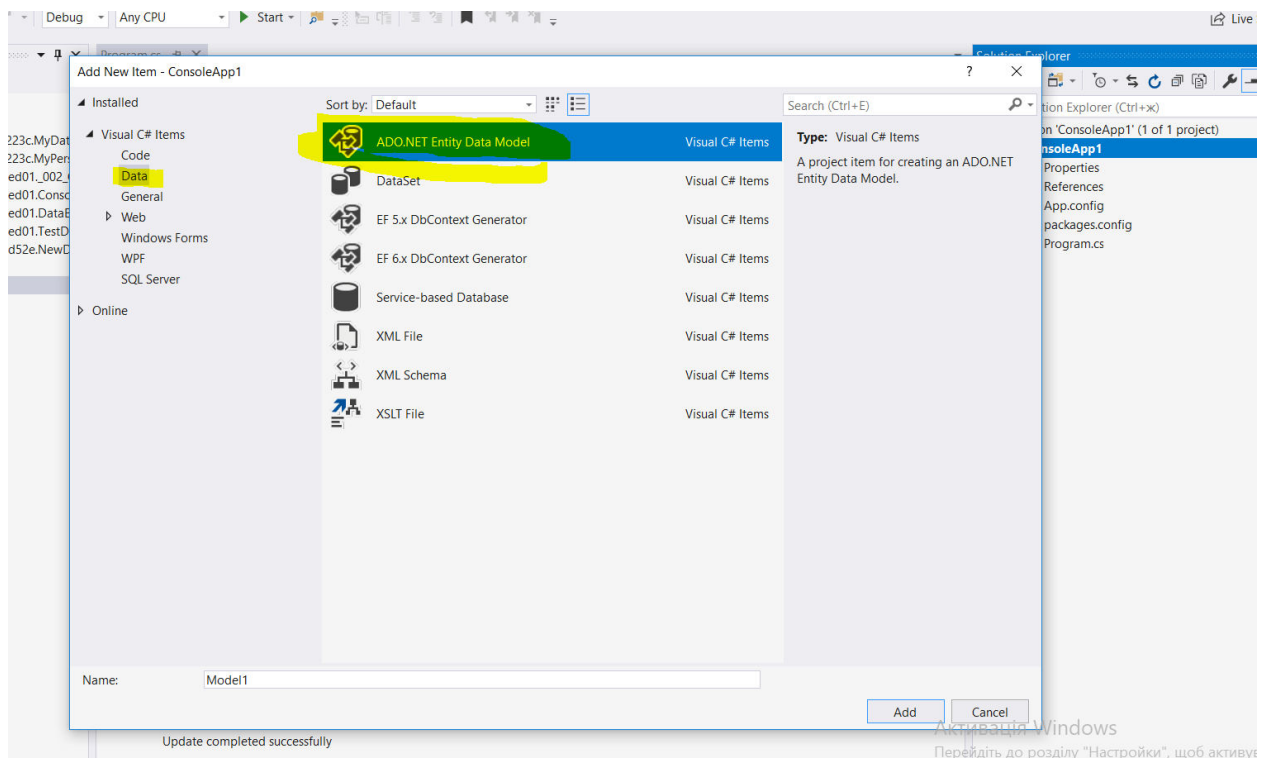 Debug Any CPU Start Live
Program.cs Solution Explorer
Add New Item - ConsoleApp1 ?
Installed Sort by: Default Search (Ctrl+E)
tion Explorer (Ctrl+ж)
Visual C# Items
Code
Data
General
Web
Windows Forms
WPF
SQL Server
Online
ADO.NET Entity Data Model Visual C# Items
DataSet Visual C# Items
EF 5.x DbContext Generator Visual C# Items
EF 6.x DbContext Generator Visual C# Items
Service-based Database Visual C# Items
XML File Visual C# Items
XML Schema Visual C# Items
XSLT File Visual C# Items
Type: Visual C# Items
A project item for creating an ADO.NET
Entity Data Model.
223c.MyDat
223c.MyPers
ed01._002_
ed01.Conso
ed01.DataB
ed01.TestD
d52e.NewD
on 'ConsoleApp1' (1 of 1 project)
nsoleApp1
Properties
References
App.config
packages.config
Program.cs
Name: Model1
Add Cancel
Update completed successfully
Активація Windows
Перейдіть до розділу "Настройки", щоб активув